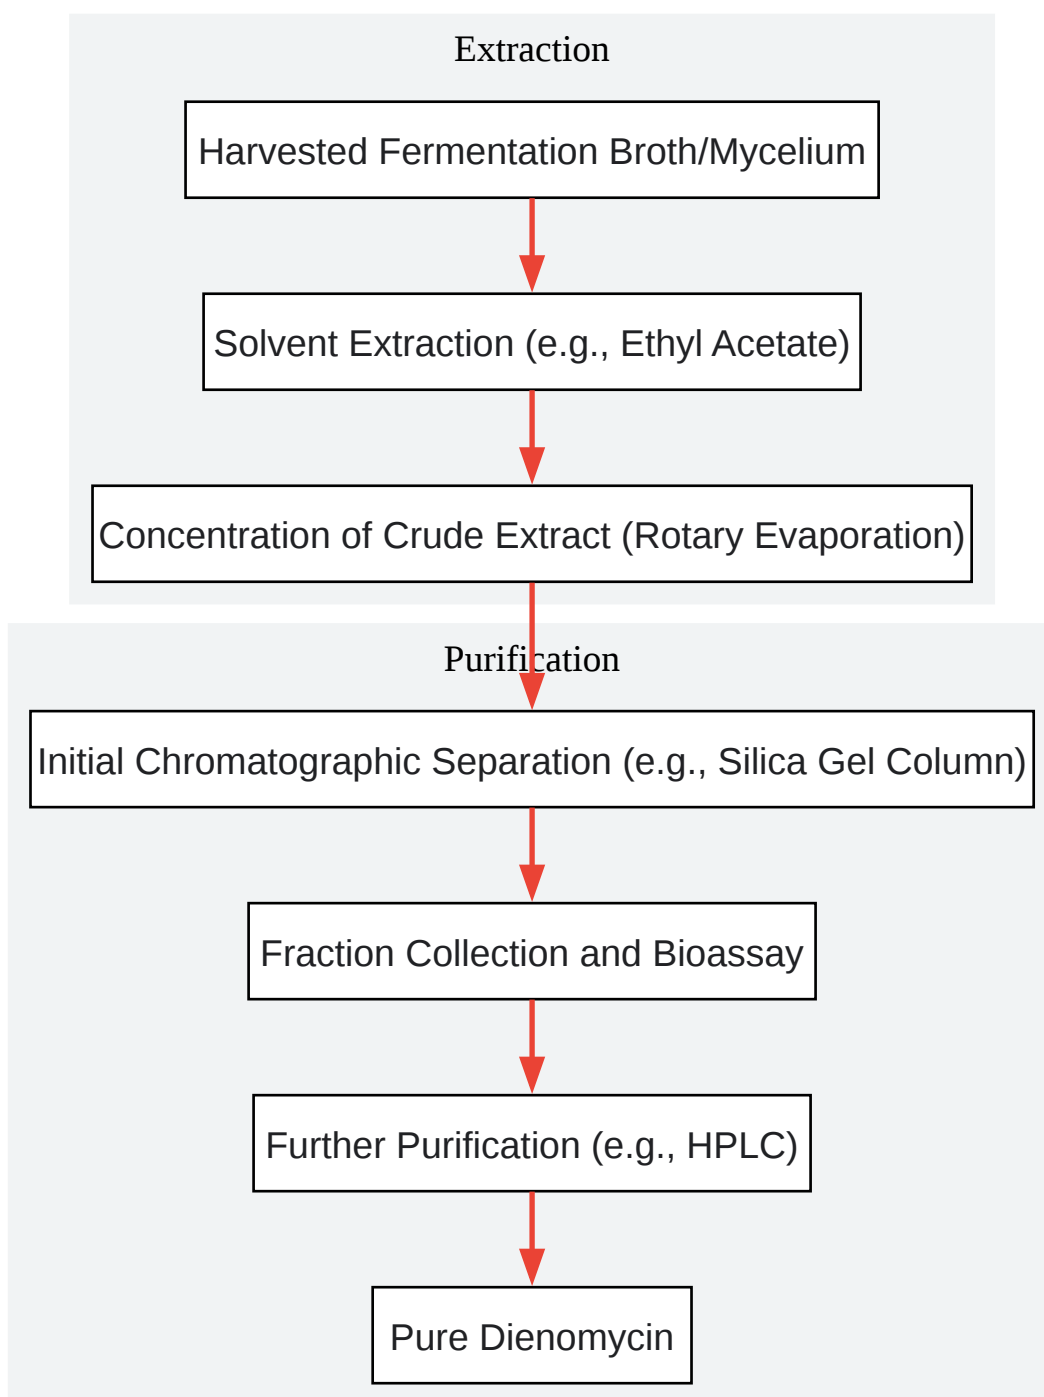 Extraction
Harvested Fermentation Broth/Mycelium
Solvent Extraction (e.g., Ethyl Acetate)
Concentration of Crude Extract (Rotary Evaporation)
Purification
Initial Chromatographic Separation (e.g., Silica Gel Column)
Fraction Collection and Bioassay
Further Purification (e.g., HPLC)
Pure Dienomycin